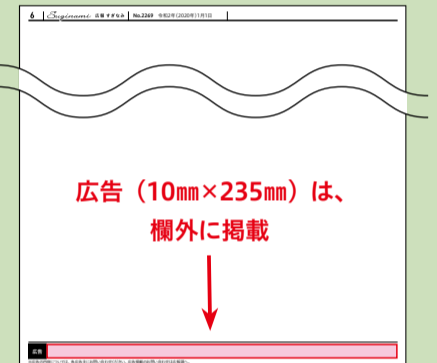 6 Suginami 広報 すぎなみ No.2269 令和2年(2020年)1月1日
広告（10㎜×235㎜）は、
欄外に掲載
広告